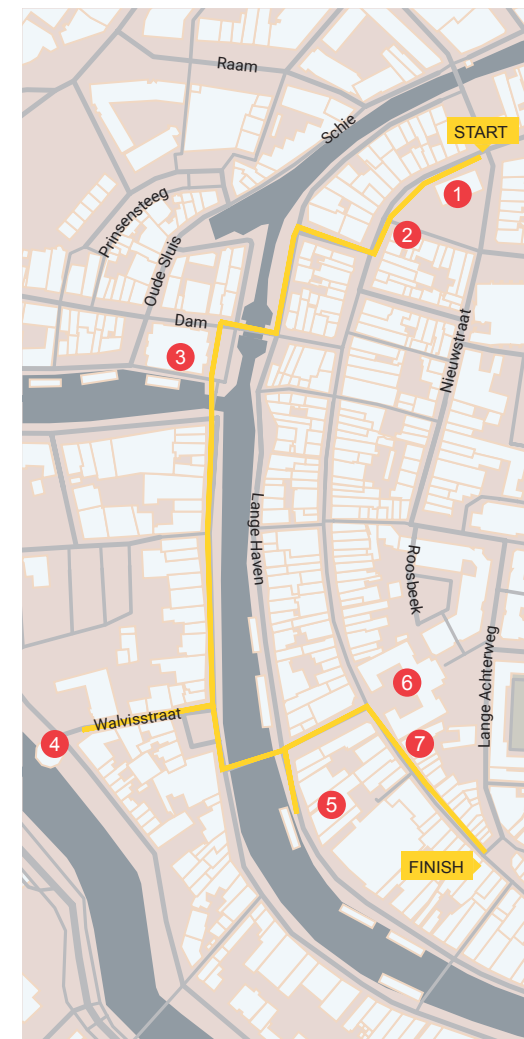 Raam
Schie
START
1
Prinsensteeg
2
Oude Sluis
Dam
3
Nieuwstraat
Lange Haven
Roosbeek
Lange Achterweg
6
Walvisstraat
4
7
5
FINISH